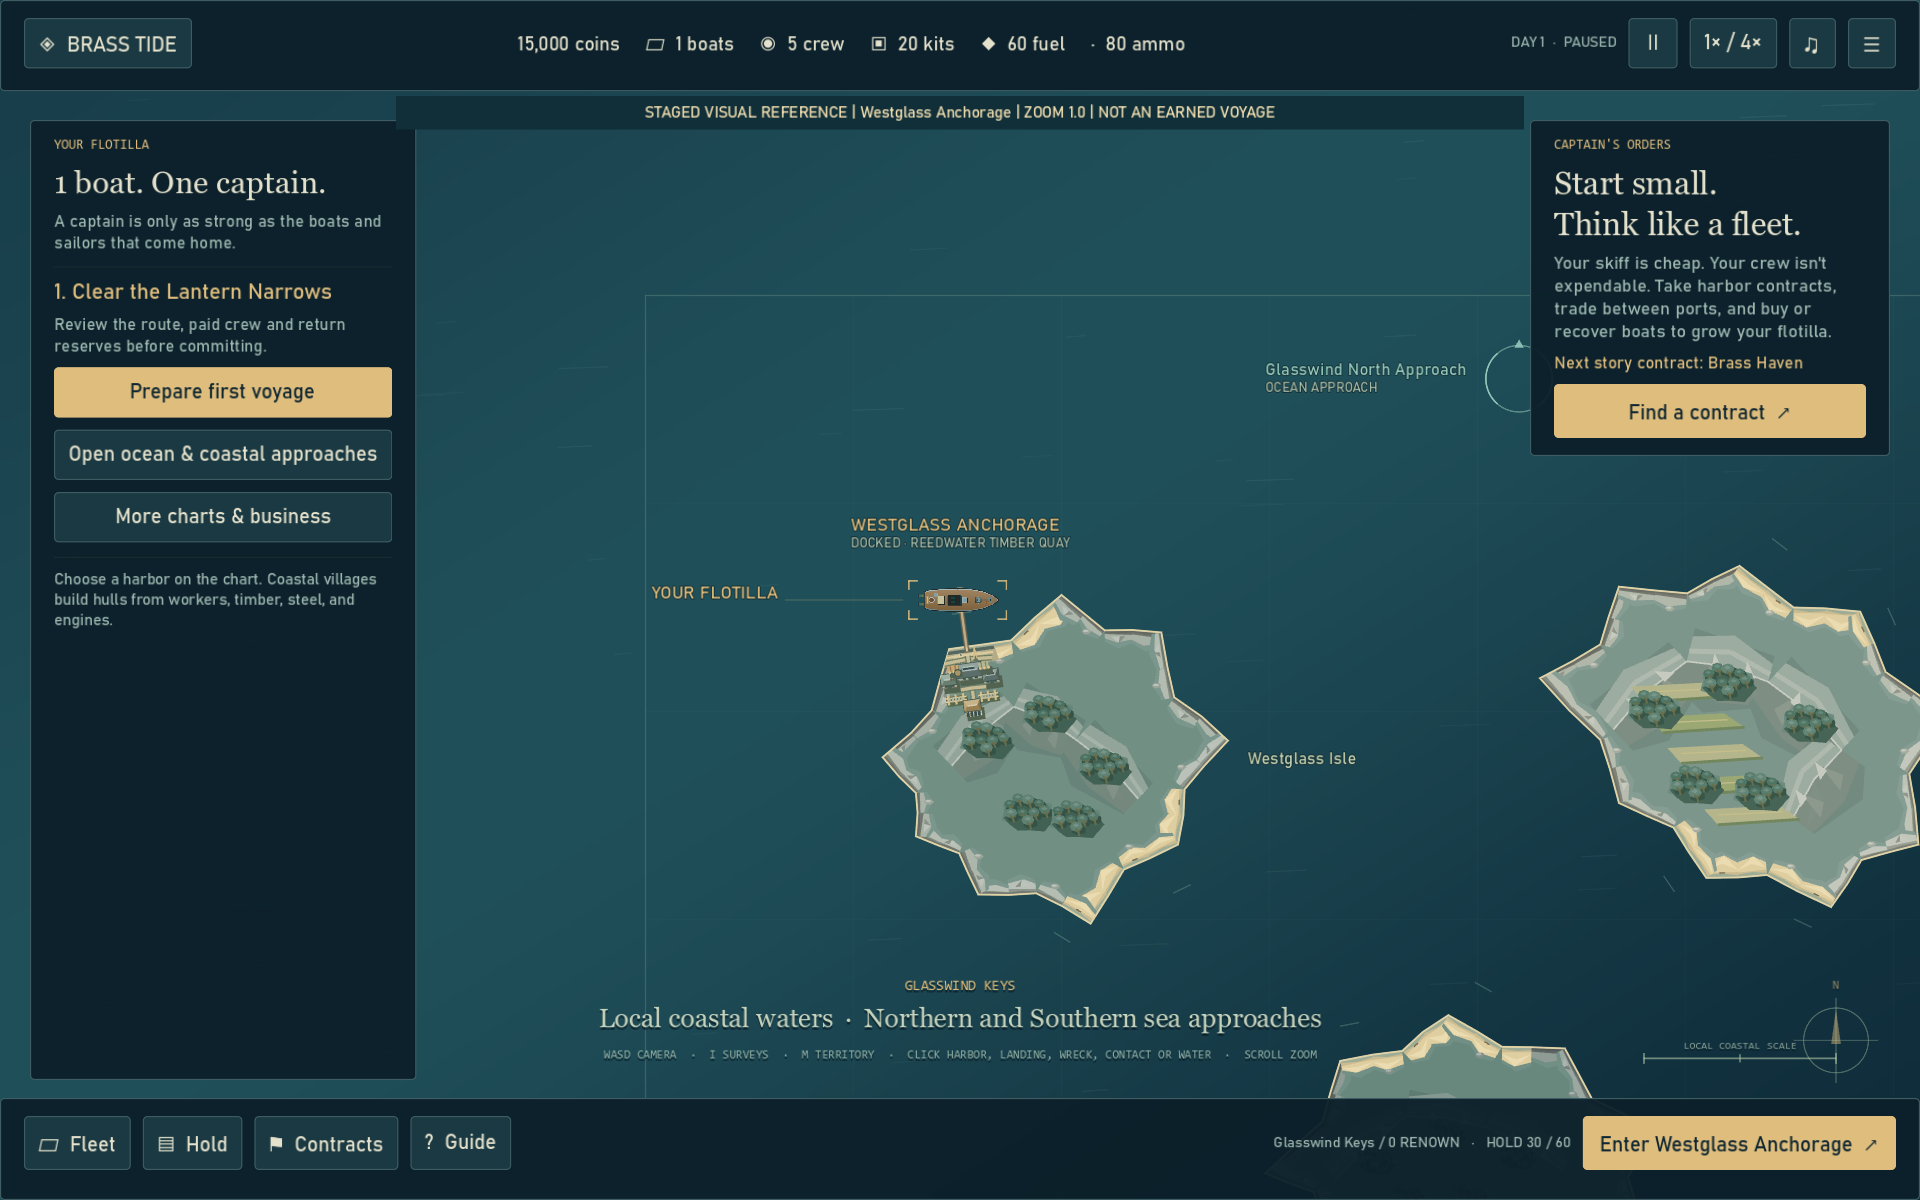 BRASS TIDE
15,000 coins
1 boats
5 crew
20 kits
60 fuel
· 80 ammo
DAY 1 · PAUSED
1× / 4×
STAGED VISUAL REFERENCE | Westglass Anchorage | ZOOM 1.0 | NOT AN EARNED VOYAGE
YOUR FLOTILLA
1 boat. One captain.
A captain is only as strong as the boats and
sailors that come home.
1. Clear the Lantern Narrows
Review the route, paid crew and return
reserves before committing.
Prepare first voyage
Open ocean & coastal approaches
More charts & business
Choose a harbor on the chart. Coastal villages
build hulls from workers, timber, steel, and
engines.
CAPTAIN'S ORDERS
Start small.
Think like a fleet.
Your skiff is cheap. Your crew isn't
expendable. Take harbor contracts,
trade between ports, and buy or
recover boats to grow your flotilla.
Next story contract: Brass Haven
Find a contract ↗
Glasswind North Approach
OCEAN APPROACH
WESTGLASS ANCHORAGE
DOCKED · REEDWATER TIMBER QUAY
YOUR FLOTILLA
Westglass Isle
GLASSWIND KEYS
Local coastal waters · Northern and Southern sea approaches
WASD CAMERA · I SURVEYS · M TERRITORY · CLICK HARBOR, LANDING, WRECK, CONTACT OR WATER · SCROLL ZOOM
N
LOCAL COASTAL SCALE
Fleet
Hold
Contracts
? Guide
Glasswind Keys / 0 RENOWN · HOLD 30 / 60
Enter Westglass Anchorage ↗